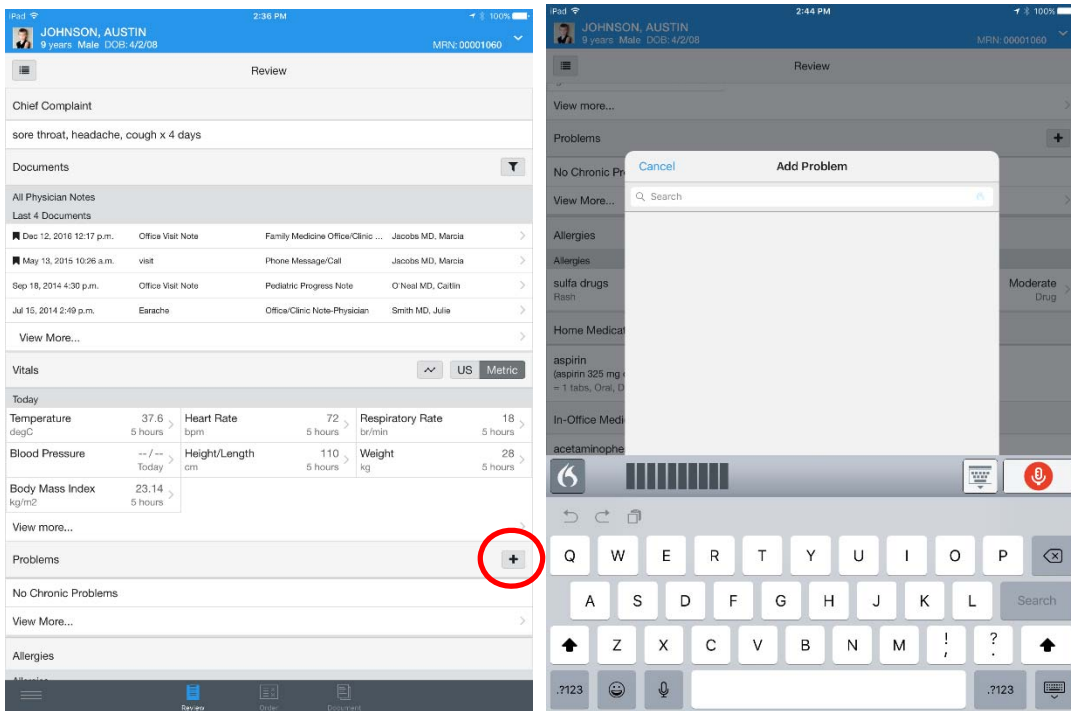 iPad 2:36 PM 100%
JOHNSON, AUSTIN
9 years Male DOB: 4/2/08 MRN: 00001060
Review
Chief Complaint
sore throat, headache, cough x 4 days
Documents
All Physician Notes
Last 4 Documents
Dec 12, 2016 12:17 p.m. Office Visit Note Family Medicine Office/Clinic ... Jacobs MD, Marcia
May 13, 2015 10:26 a.m. visit Phone Message/Call Jacobs MD, Marcia
Sep 18, 2014 4:30 p.m. Office Visit Note Pediatric Progress Note O'Neal MD, Caitlin
Jul 15, 2014 2:49 p.m. Earache Office/Clinic Note-Physician Smith MD, Julie
View More...
Vitals US Metric
Today
Temperature 37.6 Heart Rate 72 Respiratory Rate 18
degC 5 hours bpm 5 hours br/min 5 hours
Blood Pressure --/-- Height/Length 110 Weight 28
Today cm 5 hours kg 5 hours
Body Mass Index 23.14
kg/m2 5 hours
View more...
Problems +
No Chronic Problems
View More...
Allergies
Allergies
Review Order Document
iPad 2:44 PM 100%
JOHNSON, AUSTIN
9 years Male DOB: 4/2/08 MRN: 00001060
Review
View more...
Problems +
No Chronic Pr
Cancel Add Problem
View More...
Search
Allergies
Allergies
sulfa drugs Moderate
Rash Drug
Home Medicat
aspirin
(aspirin 325 mg
= 1 tabs, Oral, D
In-Office Medi
acetaminophe
Q W E R T Y U I O P
A S D F G H J K L Search
Z X C V B N M ! , ? .
.?123 .?123